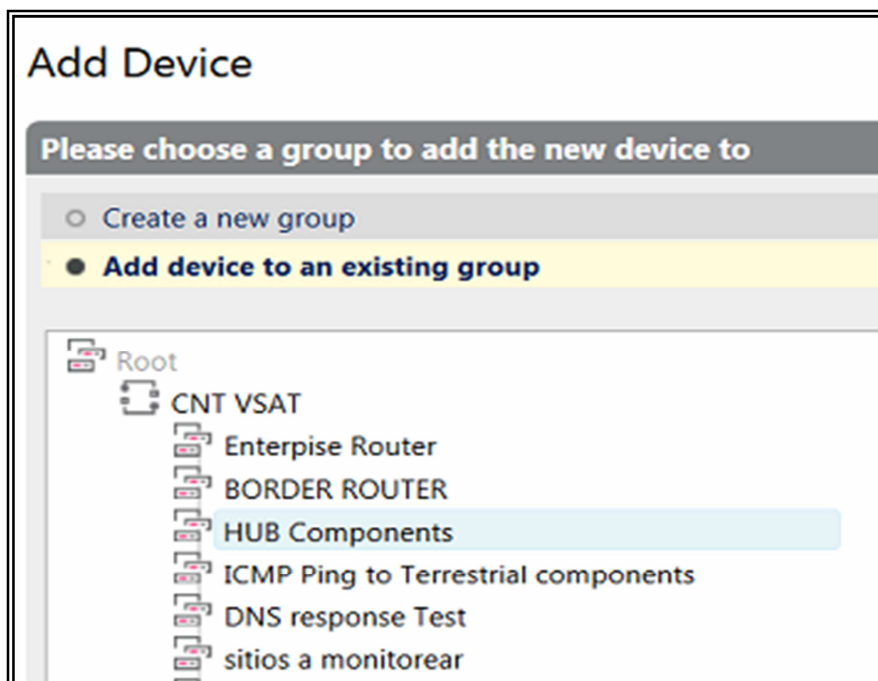 Add Device
Please choose a group to add the new device to
Create a new group
Add device to an existing group
Root
CNT VSAT
Enterpise Router
BORDER ROUTER
HUB Components
ICMP Ping to Terrestrial components
DNS response Test
sitios a monitorear